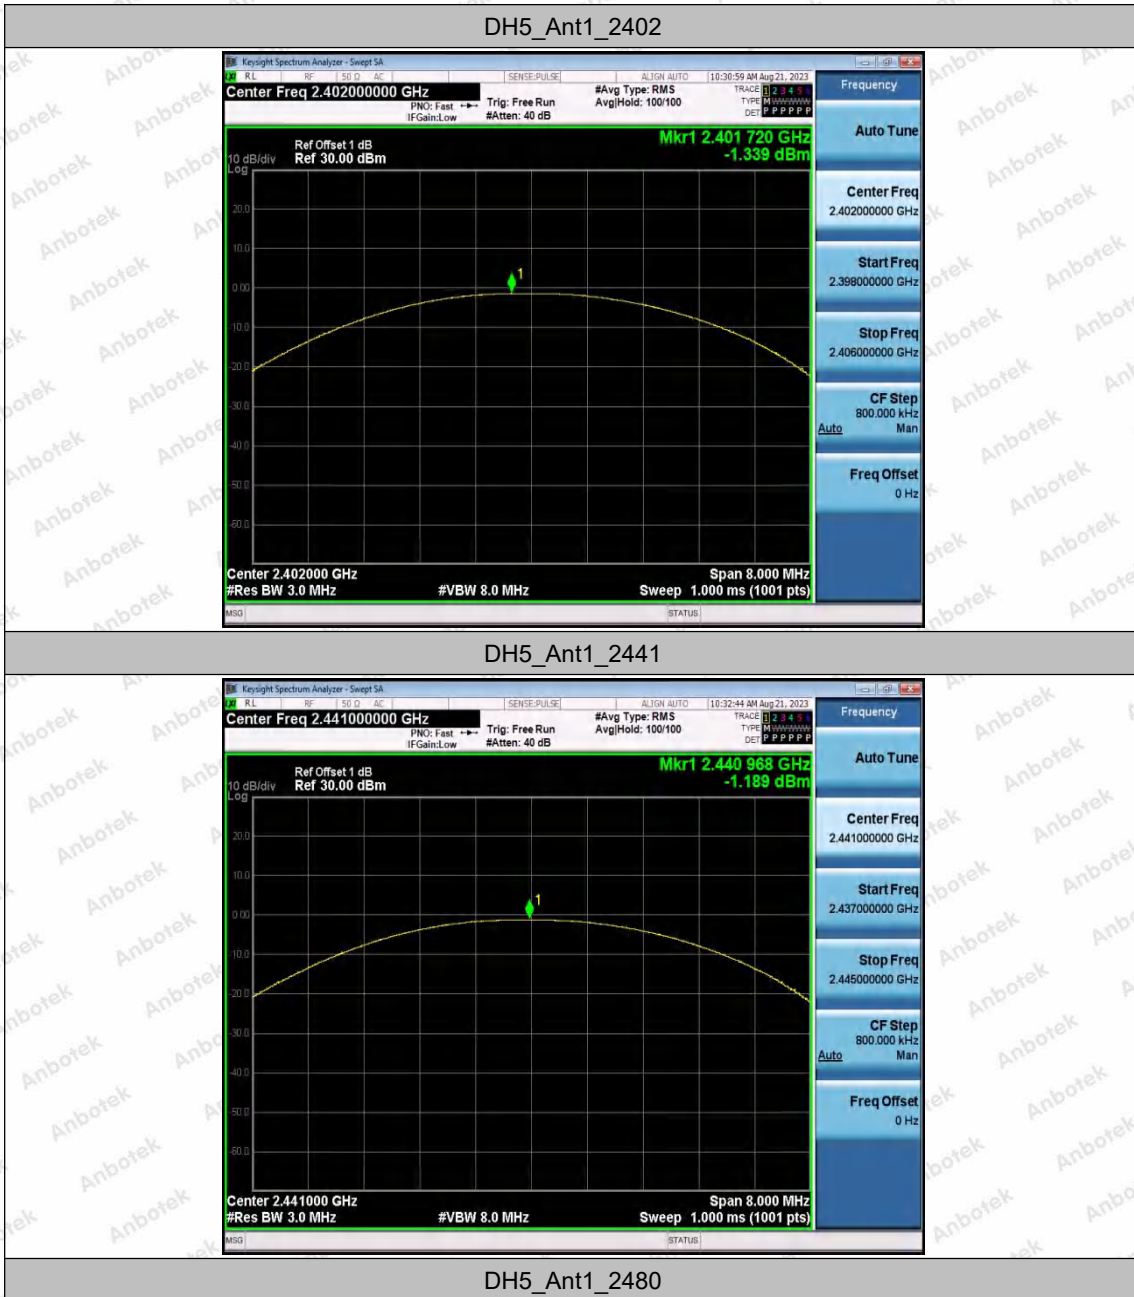 DH5_Ant1_2402
Keysight Spectrum Analyzer - Swept SA
RL RF 50 Ω AC SENSE:PULSE ALIGN AUTO 10:30:59 AM Aug 21, 2023
Center Freq 2.402000000 GHz #Avg Type: RMS TRACE 1 2 3 4 5 6
PNO: Fast Trig: Free Run Avg|Hold: 100/100 TYPE M WWWWW
IFGain:Low #Atten: 40 dB DET P P P P P P
Mkr1 2.401 720 GHz
Ref Offset 1 dB
10 dB/div Ref 30.00 dBm -1.339 dBm
Log
20.0
10.0
0.00
1
-10.0
-20.0
-30.0
-40.0
-50.0
-60.0
Center 2.402000 GHz Span 8.000 MHz
#Res BW 3.0 MHz #VBW 8.0 MHz Sweep 1.000 ms (1001 pts)
MSG STATUS
Frequency
Auto Tune
Center Freq
2.402000000 GHz
Start Freq
2.398000000 GHz
Stop Freq
2.406000000 GHz
CF Step
800.000 kHz
Auto Man
Freq Offset
0 Hz
DH5_Ant1_2441
Keysight Spectrum Analyzer - Swept SA
RL RF 50 Ω AC SENSE:PULSE ALIGN AUTO 10:32:44 AM Aug 21, 2023
Center Freq 2.441000000 GHz #Avg Type: RMS TRACE 1 2 3 4 5 6
PNO: Fast Trig: Free Run Avg|Hold: 100/100 TYPE M WWWWW
IFGain:Low #Atten: 40 dB DET P P P P P P
Mkr1 2.440 968 GHz
Ref Offset 1 dB
10 dB/div Ref 30.00 dBm -1.189 dBm
Log
20.0
10.0
0.00
1
-10.0
-20.0
-30.0
-40.0
-50.0
-60.0
Center 2.441000 GHz Span 8.000 MHz
#Res BW 3.0 MHz #VBW 8.0 MHz Sweep 1.000 ms (1001 pts)
MSG STATUS
Frequency
Auto Tune
Center Freq
2.441000000 GHz
Start Freq
2.437000000 GHz
Stop Freq
2.445000000 GHz
CF Step
800.000 kHz
Auto Man
Freq Offset
0 Hz
DH5_Ant1_2480